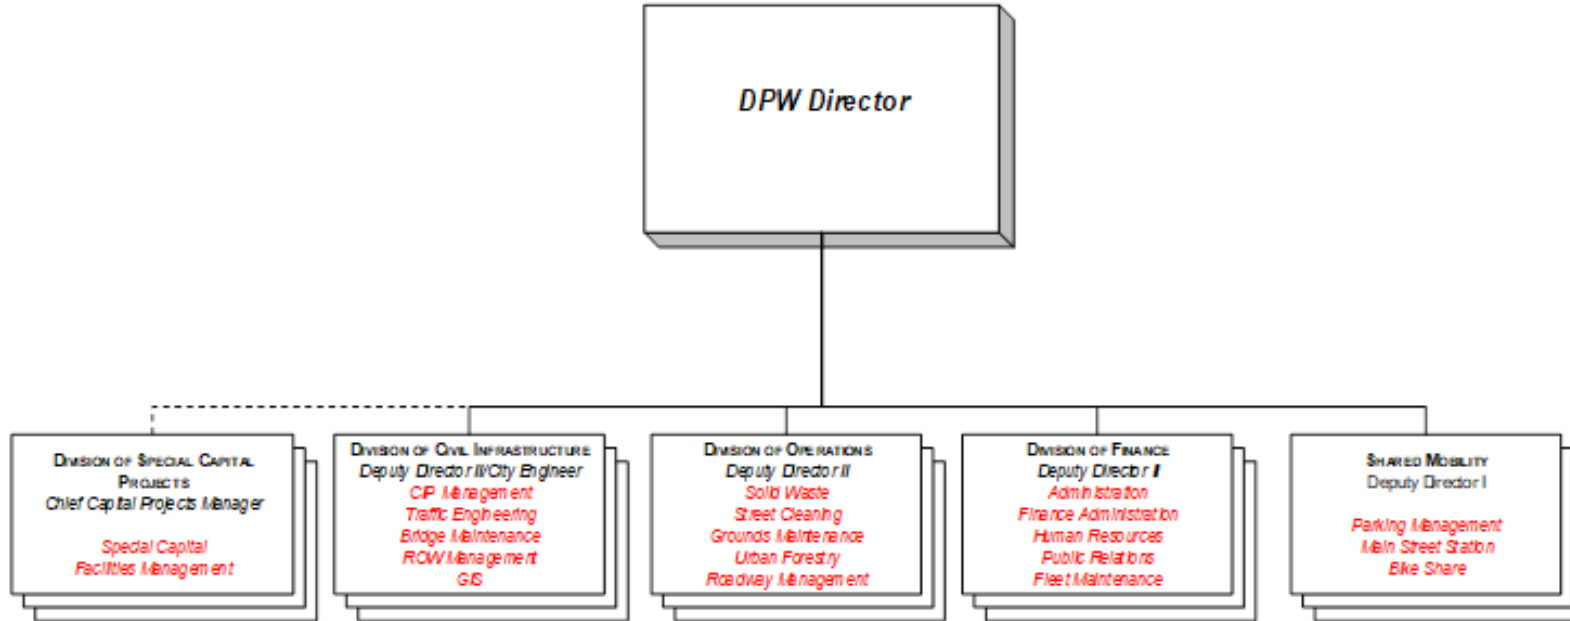 DPW Director
DIVISION OF SPECIAL CAPITAL
PROJECTS
Chief Capital Projects Manager
Special Capital
Facilities Management
DIVISION OF CIVIL INFRASTRUCTURE
Deputy Director II/City Engineer
CIP Management
Traffic Engineering
Bridge Maintenance
ROW Management
GIS
DIVISION OF OPERATIONS
Deputy Director II
Solid Waste
Street Cleaning
Grounds Maintenance
Urban Forestry
Roadway Management
DIVISION OF FINANCE
Deputy Director II
Administration
Finance Administration
Human Resources
Public Relations
Fleet Maintenance
SHARED MOBILITY
Deputy Director I
Parking Management
Main Street Station
Bike Share